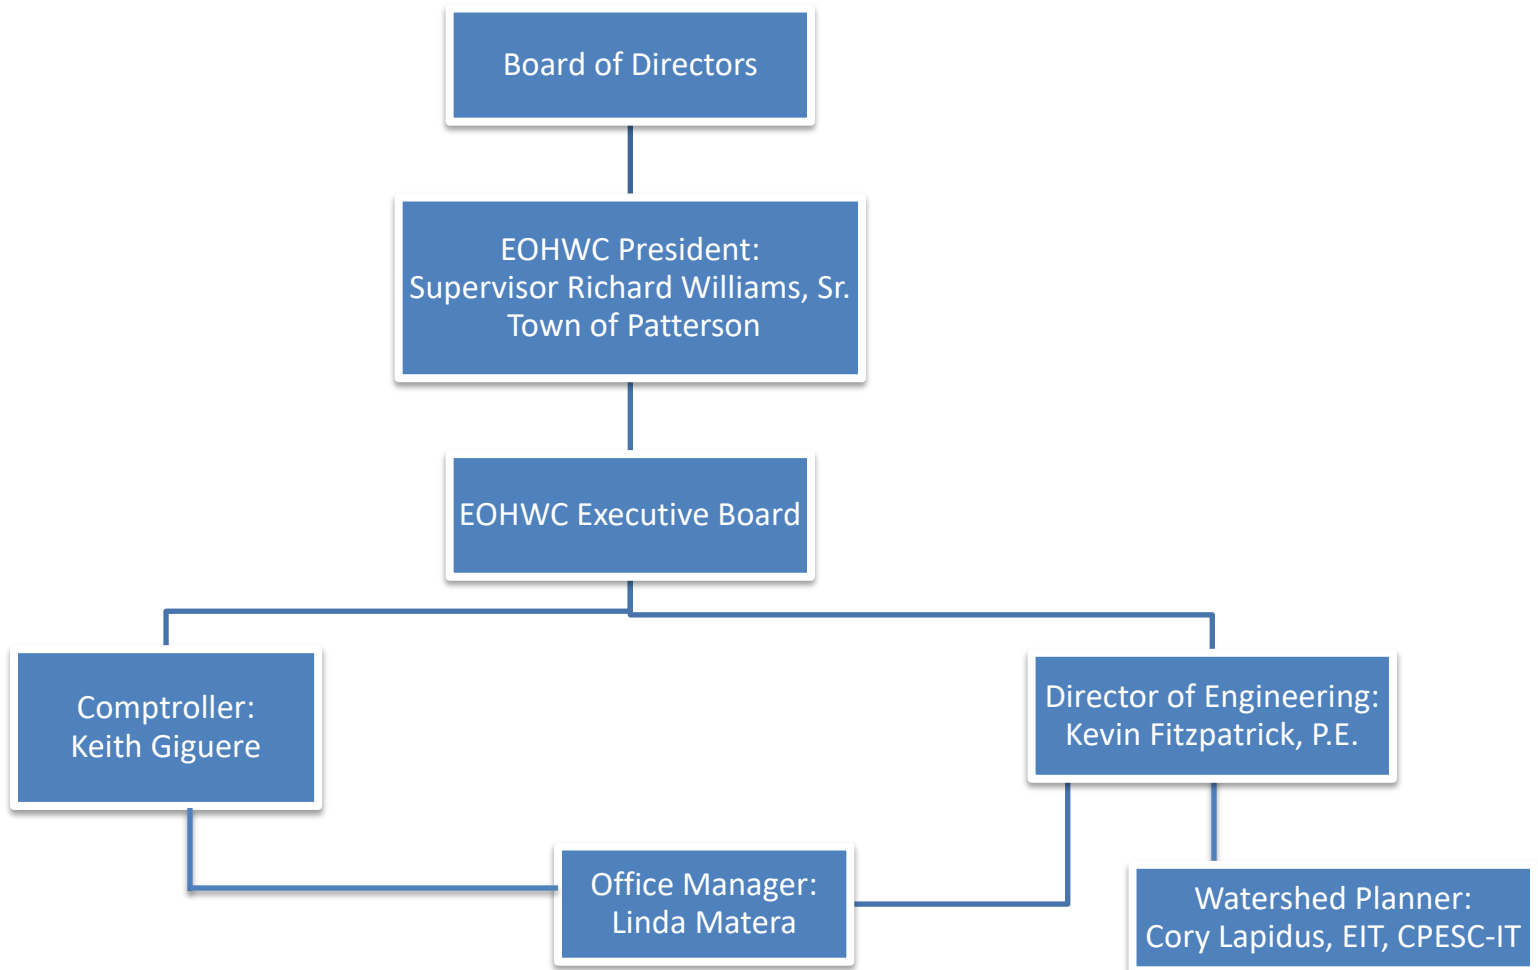 Board of Directors
EOHWC President:
Supervisor Richard Williams, Sr.
Town of Patterson
EOHWC Executive Board
Comptroller:
Keith Giguere
Director of Engineering:
Kevin Fitzpatrick, P.E.
Office Manager:
Linda Matera
Watershed Planner:
Cory Lapidus, EIT, CPESC-IT